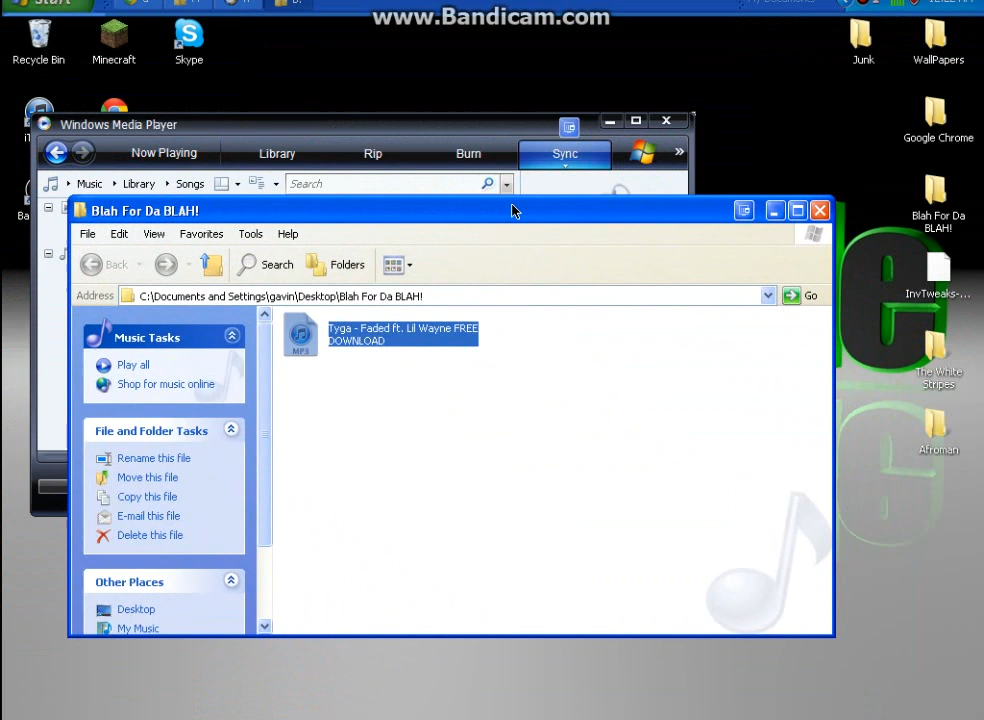 Start
My Documents
www.Bandicam.com
Recycle Bin
Minecraft
Skype
Junk
WallPapers
Google Chrome
Blah For Da
BLAH!
InvTweaks-...
The White
Stripes
Afroman
Windows Media Player
Now Playing
Library
Rip
Burn
Sync
»
Music
Library
Songs
Search
Blah For Da BLAH!
File
Edit
View
Favorites
Tools
Help
Back
Search
Folders
Address
C:\Documents and Settings\gavin\Desktop\Blah For Da BLAH!
Go
Music Tasks
Play all
Shop for music online
File and Folder Tasks
Rename this file
Move this file
Copy this file
E-mail this file
Delete this file
Other Places
Desktop
My Music
MP3
Tyga - Faded ft. Lil Wayne FREE
DOWNLOAD